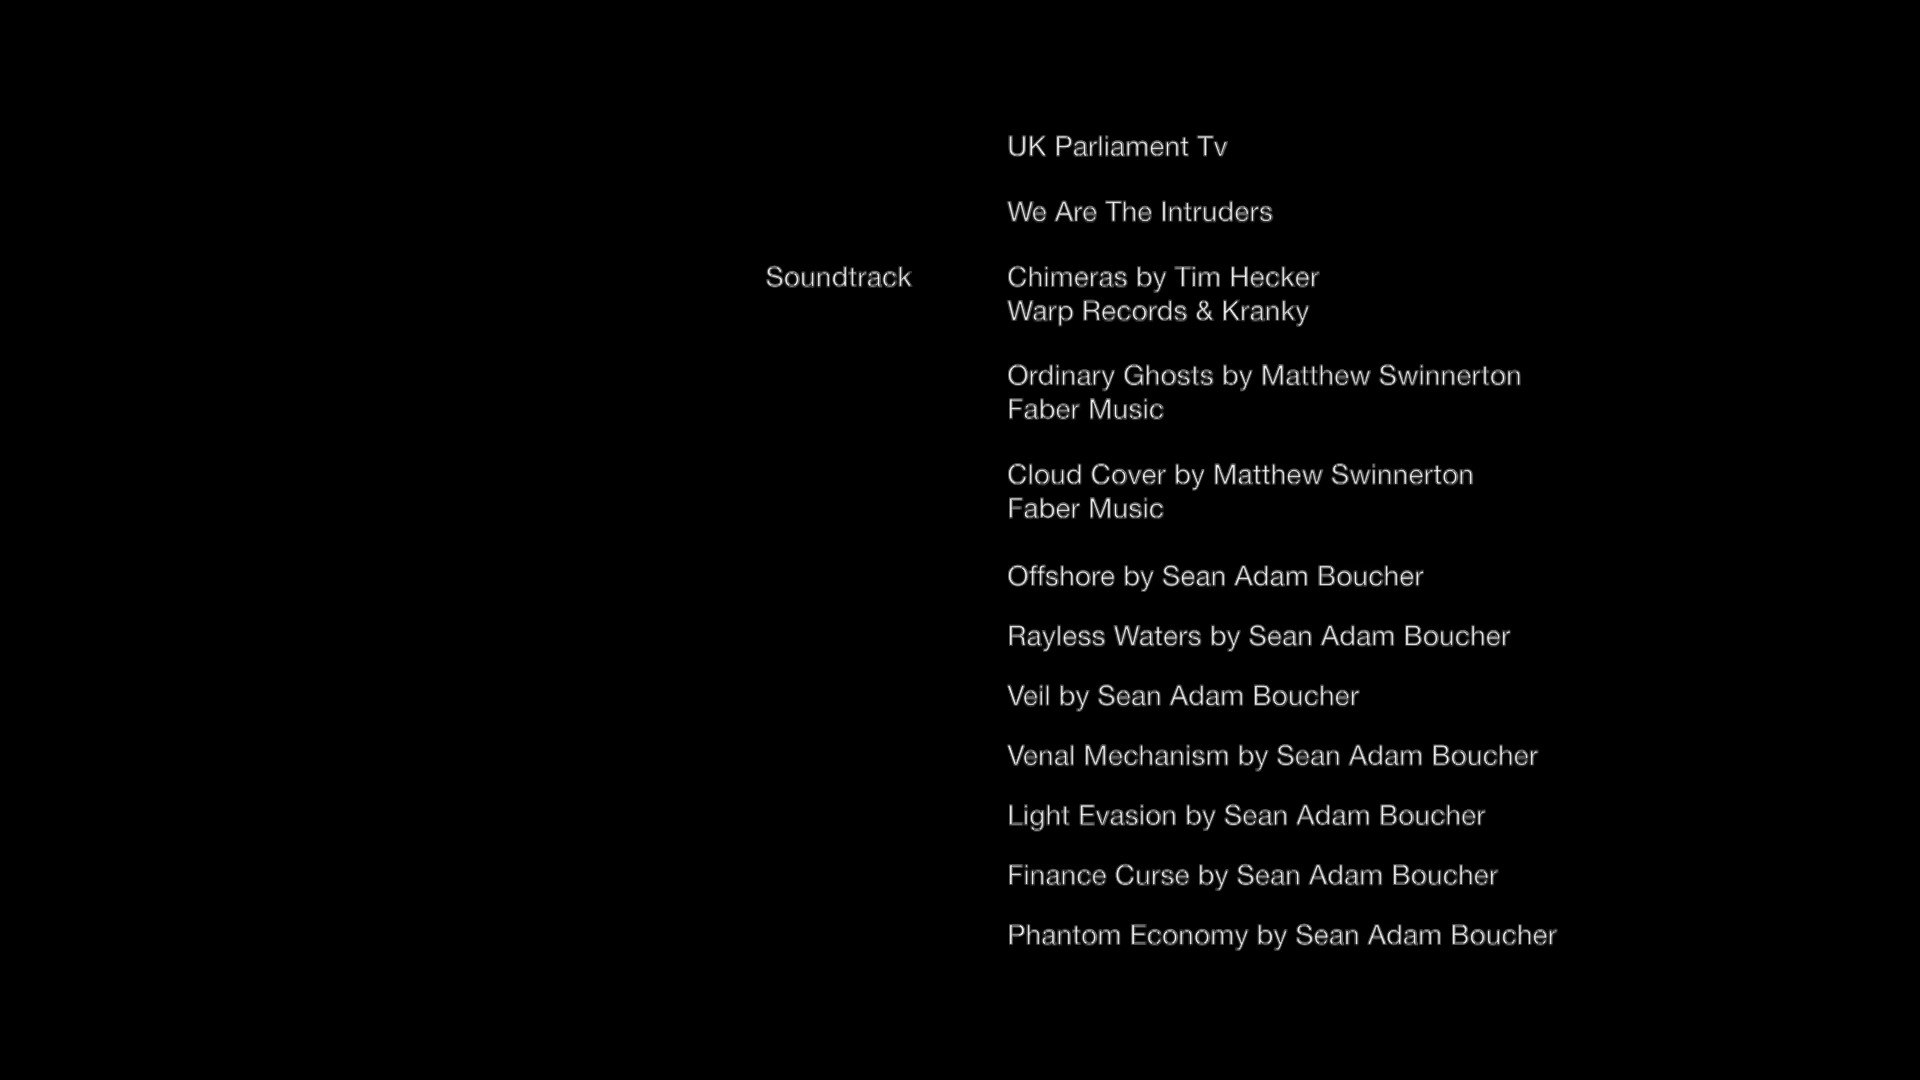 UK Parliament Tv
We Are The Intruders
Soundtrack
Chimeras by Tim Hecker
Warp Records & Kranky
Ordinary Ghosts by Matthew Swinnerton
Faber Music
Cloud Cover by Matthew Swinnerton
Faber Music
Offshore by Sean Adam Boucher
Rayless Waters by Sean Adam Boucher
Veil by Sean Adam Boucher
Venal Mechanism by Sean Adam Boucher
Light Evasion by Sean Adam Boucher
Finance Curse by Sean Adam Boucher
Phantom Economy by Sean Adam Boucher